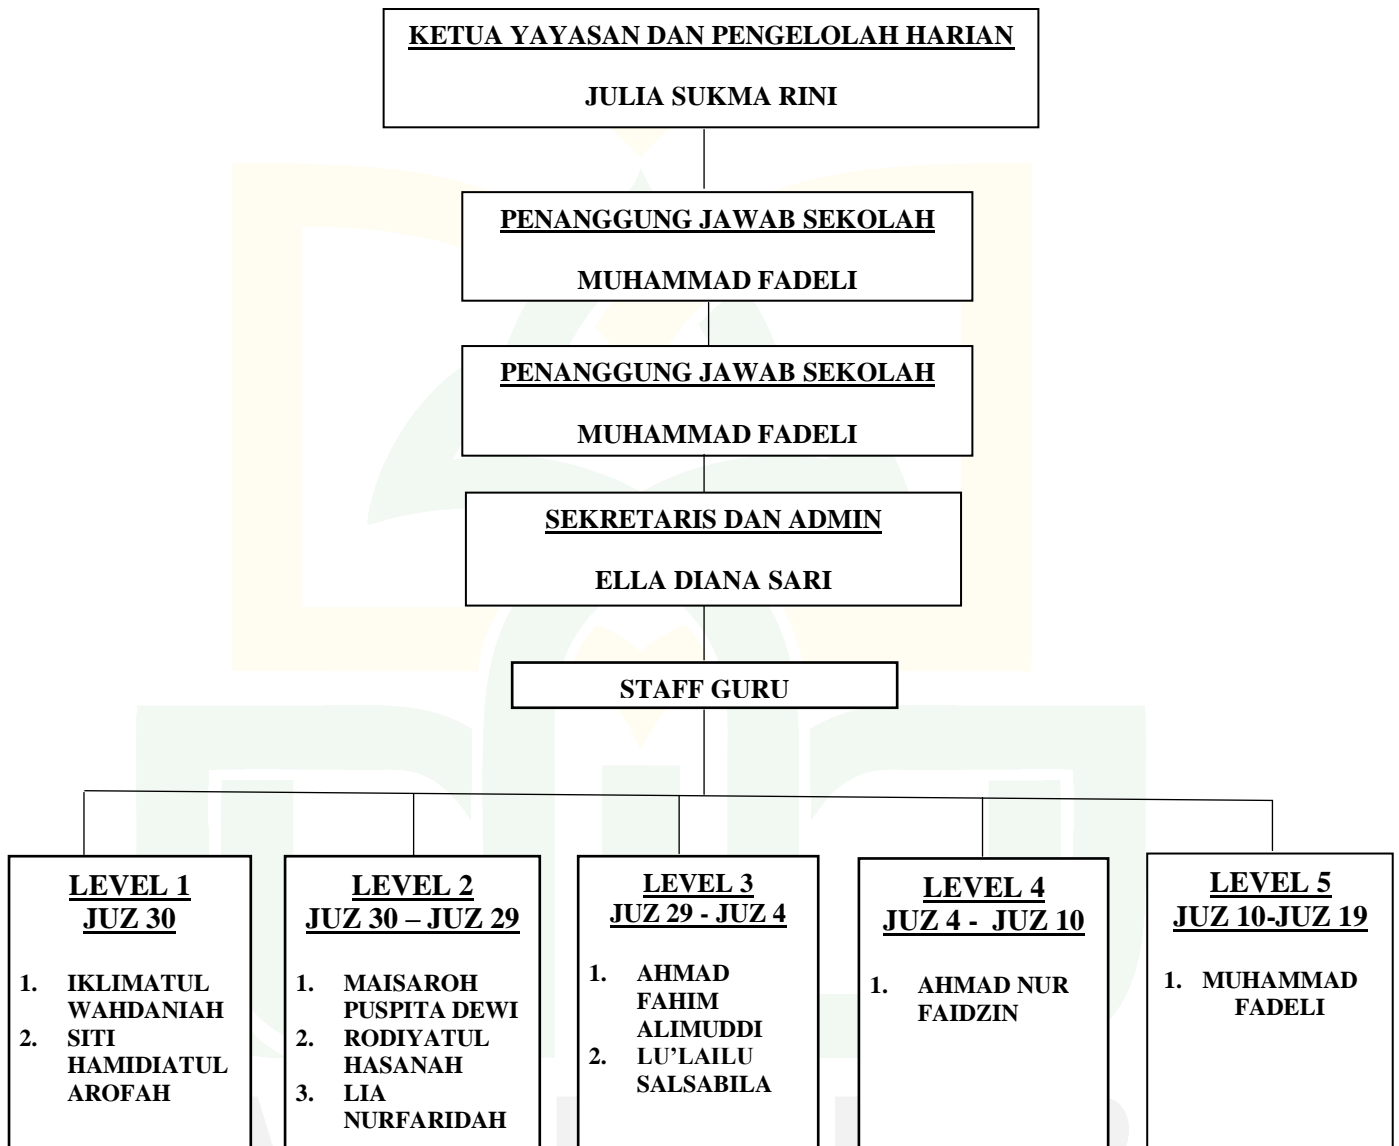 KETUA YAYASAN DAN PENGELOLAH HARIAN
JULIA SUKMA RINI
PENANGGUNG JAWAB SEKOLAH
MUHAMMAD FADELI
PENANGGUNG JAWAB SEKOLAH
MUHAMMAD FADELI
SEKRETARIS DAN ADMIN
ELLA DIANA SARI
STAFF GURU
LEVEL 1
JUZ 30
1. IKLIMATUL
WAHDANIAH
2. SITI
HAMIDIATUL
AROFAH
LEVEL 2
JUZ 30 – JUZ 29
1. MAISAROH
PUSPITA DEWI
2. RODIYATUL
HASANAH
3. LIA
NURFARIDAH
LEVEL 3
JUZ 29 - JUZ 4
1. AHMAD
FAHIM
ALIMUDDI
2. LU’LAILU
SALSABILA
LEVEL 4
JUZ 4 - JUZ 10
1. AHMAD NUR
FAIDZIN
LEVEL 5
JUZ 10-JUZ 19
1. MUHAMMAD
FADELI